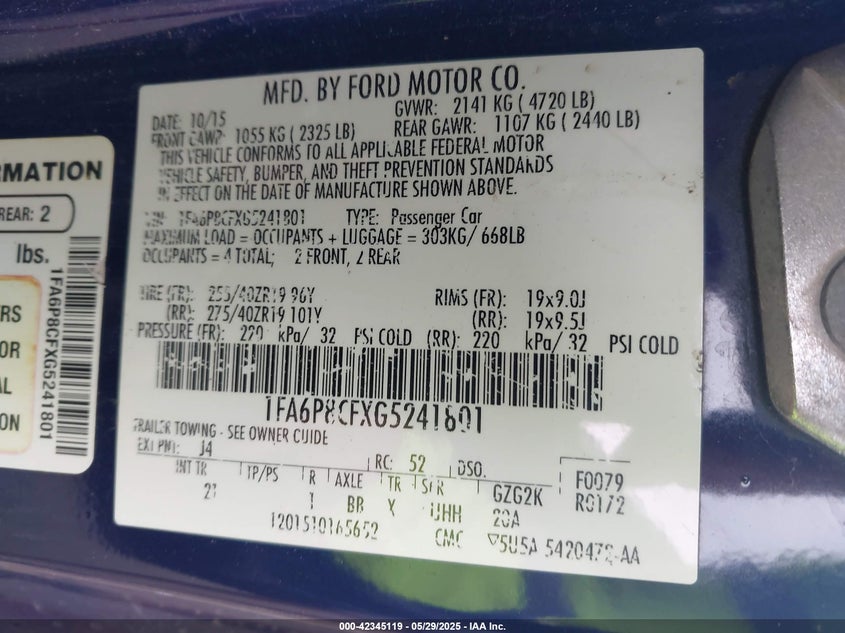 MFD. BY FORD MOTOR CO.
DATE: 10/15 GVWR: 2141 KG ( 4720 LB)
FRONT GAWR: 1055 KG ( 2325 LB) REAR GAWR: 1107 KG ( 2440 LB)
THIS VEHICLE CONFORMS TO ALL APPLICABLE FEDERAL MOTOR
VEHICLE SAFETY, BUMPER, AND THEFT PREVENTION STANDARDS
IN EFFECT ON THE DATE OF MANUFACTURE SHOWN ABOVE.
VIN: 1FA6P8CFXG5241801 TYPE: Passenger Car
MAXIMUM LOAD = OCCUPANTS + LUGGAGE = 303KG/ 668LB
OCCUPANTS = 4 TOTAL; 2 FRONT, 2 REAR
TIRE (FR): 255/40ZR19 96Y RIMS (FR): 19x9.0J
(RR): 275/40ZR19 101Y (RR): 19x9.5J
PRESSURE (FR): 220 kPa/ 32 PSI COLD (RR): 220 kPa/ 32 PSI COLD
1FA6P8CFXG5241801
TRAILER TOWING - SEE OWNER GUIDE
EXT PNT: J4 RC: 52 DSO: F0079
INT TR TP/PS R AXLE TR SPR GZG2K R0172
BR X UHH 20A
1201510165652 CMC 5U5A 5420472-AA
RMATION
REAR: 2
lbs.
1FA6P8CFXG5241801
RS
OR
AL
ON
000-42345119 - 05/29/2025 - IAA Inc.